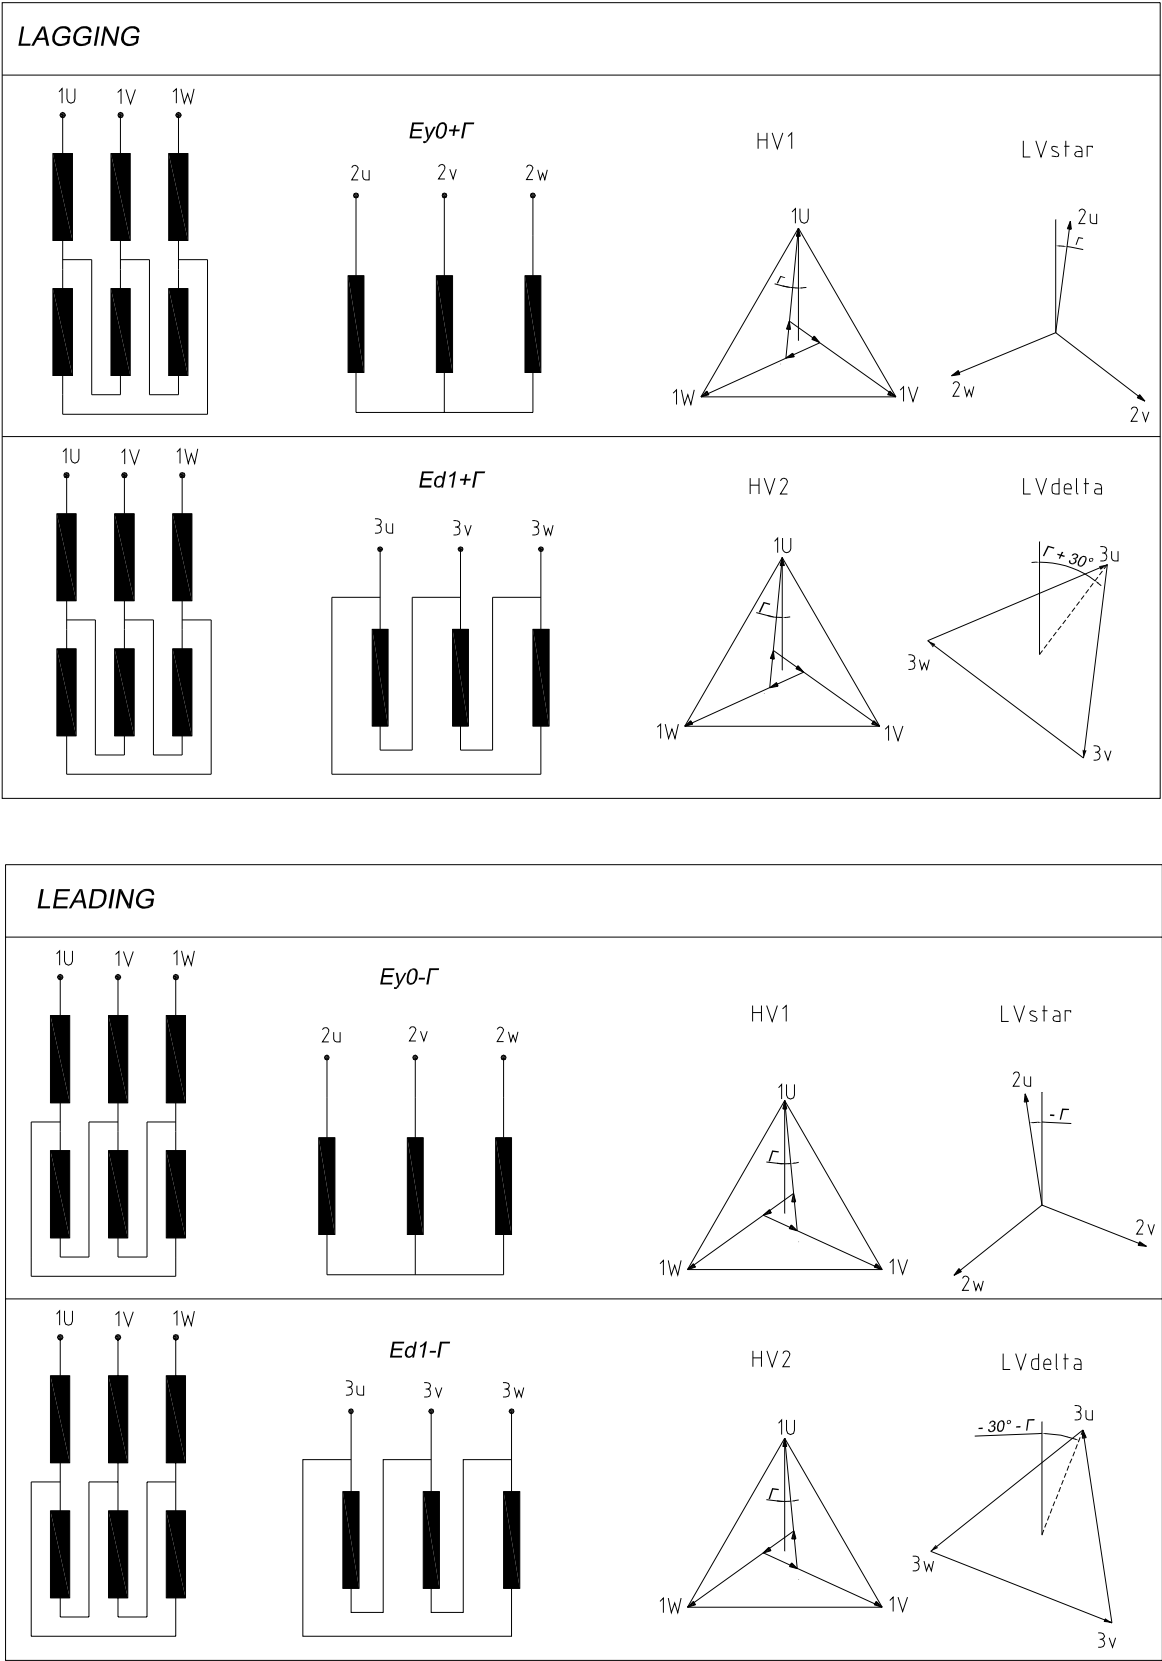 LAGGING
1U 1V 1W
Ey0+Γ
2u 2v 2w
HV1
1U
Γ
1W 1V
LVstar
2u
Γ
2w
2v
1U 1V 1W
Ed1+Γ
3u 3v 3w
HV2
1U
Γ
1W 1V
LVdelta
Γ + 30° 3u
3w
3v
LEADING
1U 1V 1W
Ey0-Γ
2u 2v 2w
HV1
1U
Γ
1W 1V
LVstar
2u
- Γ
2v
2w
1U 1V 1W
Ed1-Γ
3u 3v 3w
HV2
1U
Γ
1W 1V
LVdelta
3u
- 30° - Γ
3w
3v